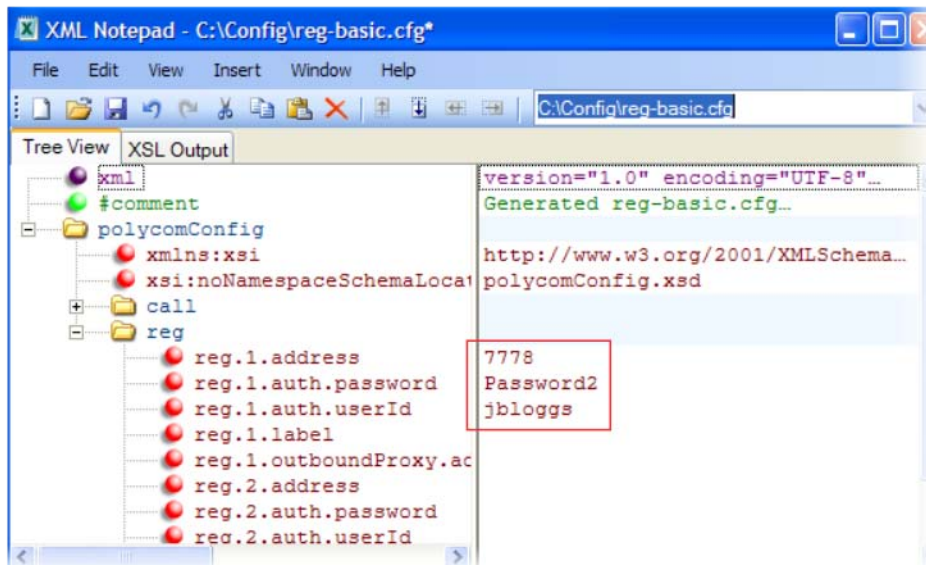 XML Notepad - C:\Config\reg-basic.cfg*
File Edit View Insert Window Help
C:\Config\reg-basic.cfg
Tree View XSL Output
xml version="1.0" encoding="UTF-8"…
#comment Generated reg-basic.cfg…
polycomConfig
xmlns:xsi http://www.w3.org/2001/XMLSchema…
xsi:noNamespaceSchemaLocat polycomConfig.xsd
call
reg
reg.1.address 7778
reg.1.auth.password Password2
reg.1.auth.userId jbloggs
reg.1.label
reg.1.outboundProxy.ad
reg.2.address
reg.2.auth.password
reg.2.auth.userId